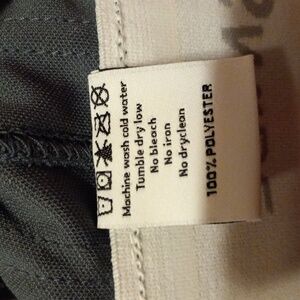 Machine wash cold water
Tumble dry low
No bleach
No iron
No dryclean
100% POLYESTER